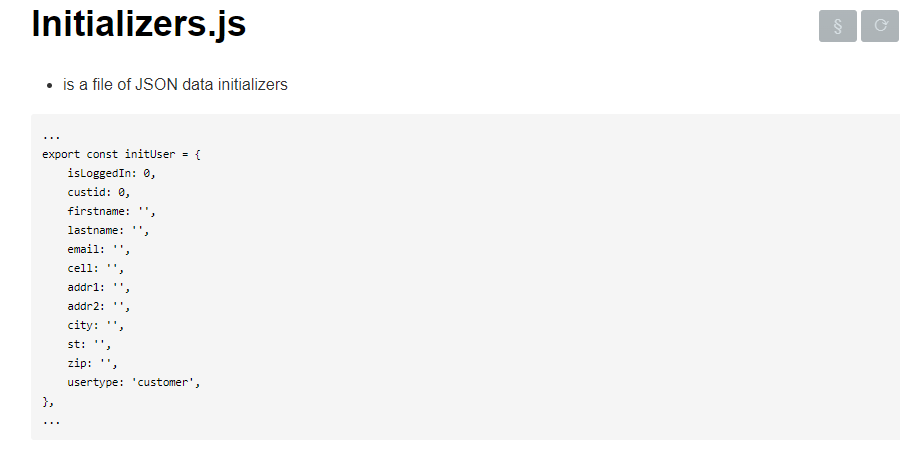 Initializers.js
§
is a file of JSON data initializers
...
export const initUser = {
    isLoggedIn: 0,
    custid: 0,
    firstname: '',
    lastname: '',
    email: '',
    cell: '',
    addr1: '',
    addr2: '',
    city: '',
    st: '',
    zip: '',
    usertype: 'customer',
},
...